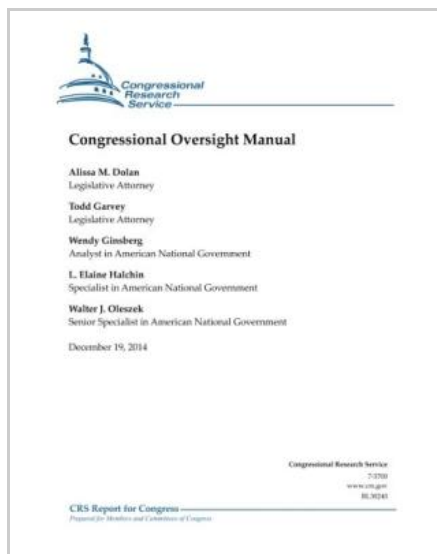 Congressional
Research
Service
Congressional Oversight Manual
Alissa M. Dolan
Legislative Attorney
Todd Garvey
Legislative Attorney
Wendy Ginsberg
Analyst in American National Government
L. Elaine Halchin
Specialist in American National Government
Walter J. Oleszek
Senior Specialist in American National Government
December 19, 2014
Congressional Research Service
7-5700
www.crs.gov
RL30240
CRS Report for Congress
Prepared for Members and Committees of Congress